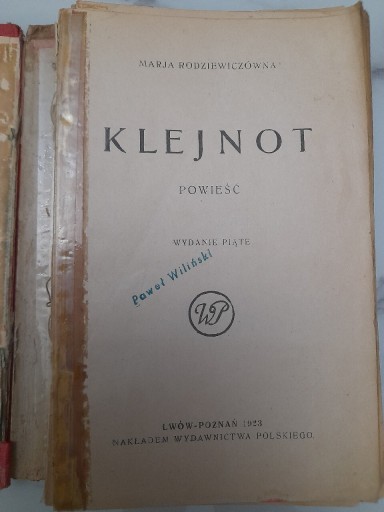 MARJA RODZIEWICZÓWNA
KLEJNOT
POWIEŚĆ
WYDANIE PIĄTE
Paweł Wiliński
WP
LWÓW-POZNAŃ 1923
NAKŁADEM WYDAWNICTWA POLSKIEGO